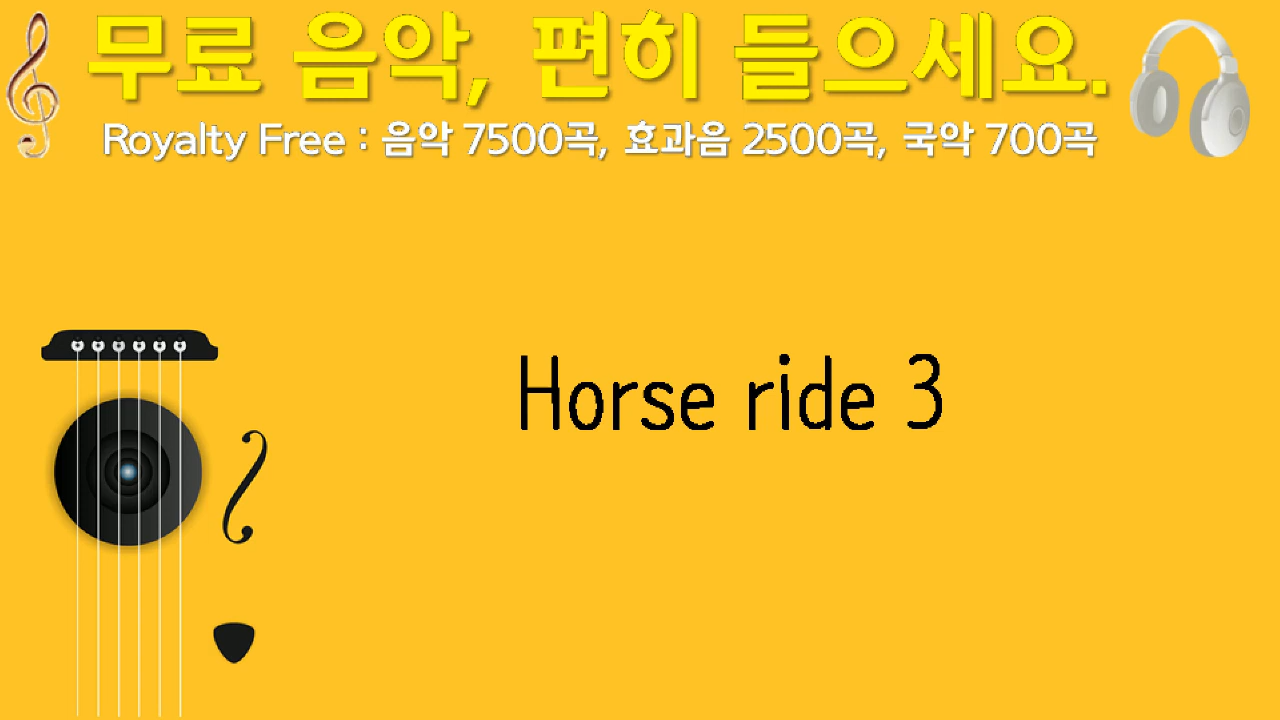 무료 음악, 편히 들으세요.
Royalty Free : 음악 7500곡, 효과음 2500곡, 국악 700곡
Horse ride 3